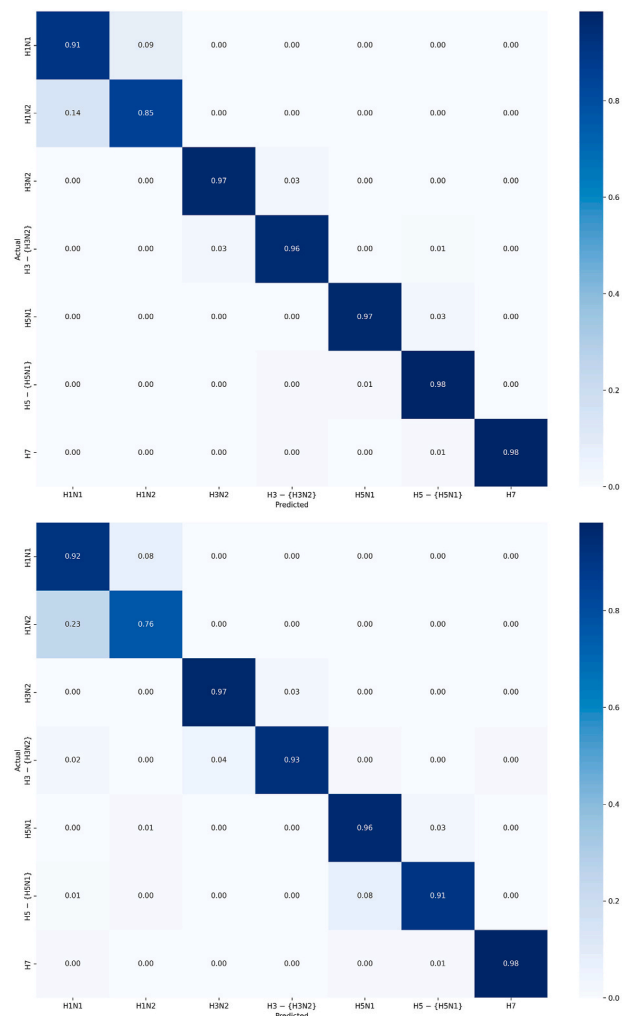 H1N1 0.91 0.09 0.00 0.00 0.00 0.00 0.00
0.8
H1N2 0.14 0.85 0.00 0.00 0.00 0.00 0.00
H3N2 0.00 0.00 0.97 0.03 0.00 0.00 0.00
0.6
Actual
H3 − {H3N2} 0.00 0.00 0.03 0.96 0.00 0.01 0.00
0.4
H5N1 0.00 0.00 0.00 0.00 0.97 0.03 0.00
H5 − {H5N1} 0.00 0.00 0.00 0.00 0.01 0.98 0.00
0.2
H7 0.00 0.00 0.00 0.00 0.00 0.01 0.98
0.0
H1N1 H1N2 H3N2 H3 − {H3N2} H5N1 H5 − {H5N1} H7
Predicted
H1N1 0.92 0.08 0.00 0.00 0.00 0.00 0.00
0.8
H1N2 0.23 0.76 0.00 0.00 0.00 0.00 0.00
H3N2 0.00 0.00 0.97 0.03 0.00 0.00 0.00
0.6
Actual
H3 − {H3N2} 0.02 0.00 0.04 0.93 0.00 0.00 0.00
0.4
H5N1 0.00 0.01 0.00 0.00 0.96 0.03 0.00
H5 − {H5N1} 0.01 0.00 0.00 0.00 0.08 0.91 0.00
0.2
H7 0.00 0.00 0.00 0.00 0.00 0.01 0.98
0.0
H1N1 H1N2 H3N2 H3 − {H3N2} H5N1 H5 − {H5N1} H7
Predicted